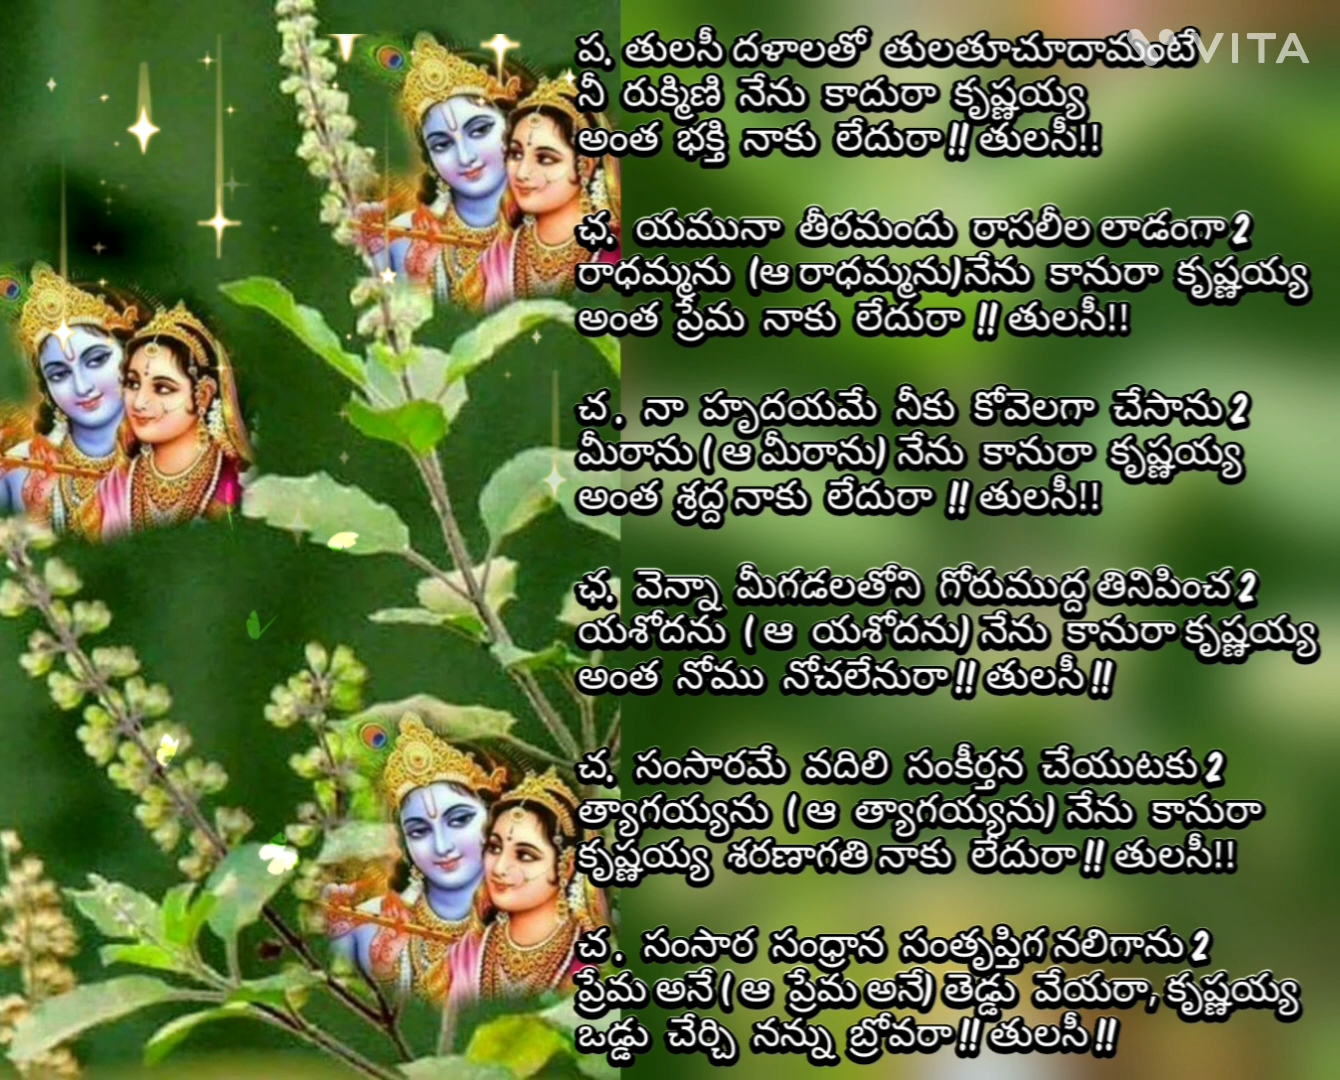 ప. తులసీ దళాలతో తులతూచూదామంటే
VITA
నీ రుక్మిణి నేను కాదురా కృష్ణయ్య
అంత భక్తి నాకు లేదురా!! తులసీ!!
ఛ. యమునా తీరమందు రాసలీల లాడంగా 2
రాధమ్మను (ఆ రాధమ్మను)నేను కానురా కృష్ణయ్య
అంత ప్రేమ నాకు లేదురా !! తులసీ!!
చ . నా హృదయమే నీకు కోవెలగా చేసాను 2
మీరాను ( ఆ మీరాను) నేను కానురా కృష్ణయ్య
అంత శ్రద్ద నాకు లేదురా !! తులసీ!!
ఛ. వెన్నా మీగడలతోని గోరుముద్ద తినిపించ 2
యశోదను ( ఆ యశోదను) నేను కానురా కృష్ణయ్య
అంత నోము నోచలేనురా!! తులసీ !!
చ. సంసారమే వదిలి సంకీర్తన చేయుటకు 2
త్యాగయ్యను ( ఆ త్యాగయ్యను) నేను కానురా
కృష్ణయ్య శరణాగతి నాకు లేదురా !! తులసీ!!
చ . సంసార సంధ్రాన సంతృప్తిగ నలిగాను 2
ప్రేమ అనే ( ఆ ప్రేమ అనే) తెడ్డు వేయరా, కృష్ణయ్య
ఒడ్డు చేర్చి నన్ను బ్రోవరా!! తులసీ !!